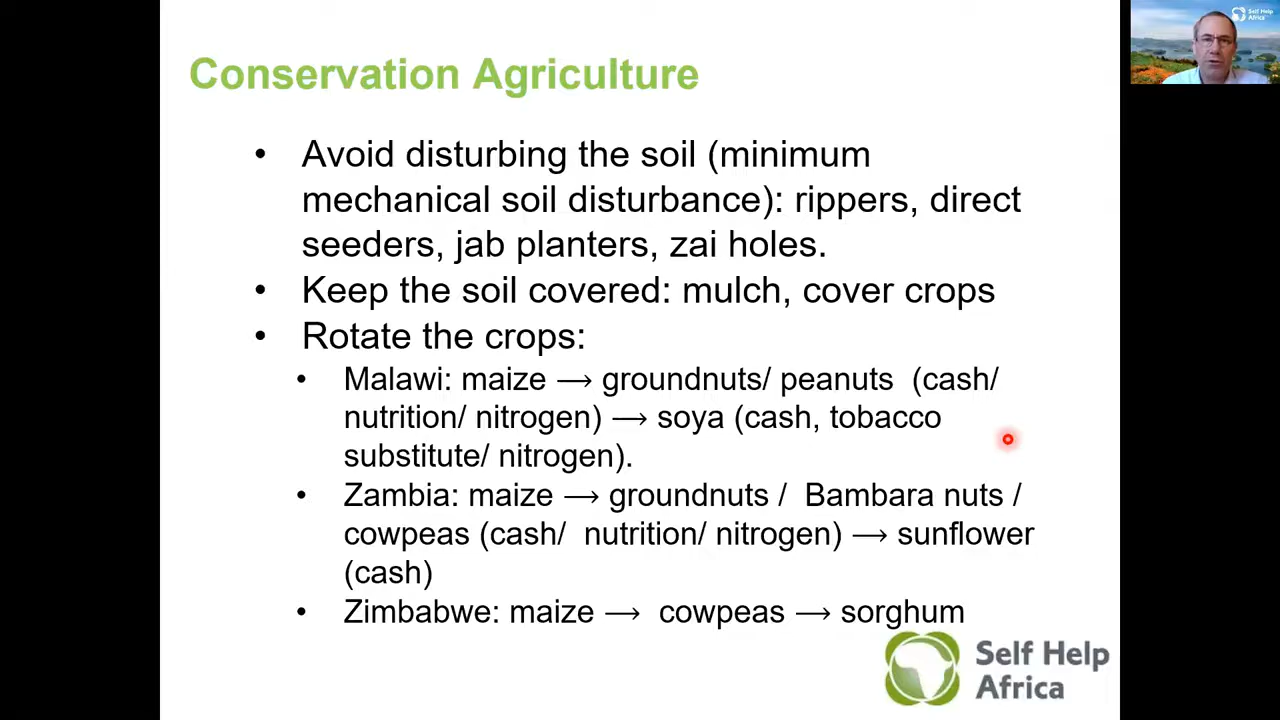 Self Help
Africa
Conservation Agriculture
• Avoid disturbing the soil (minimum
mechanical soil disturbance): rippers, direct
seeders, jab planters, zai holes.
• Keep the soil covered: mulch, cover crops
• Rotate the crops:
• Malawi: maize ⟶ groundnuts/ peanuts (cash/
nutrition/ nitrogen) ⟶ soya (cash, tobacco
substitute/ nitrogen).
• Zambia: maize ⟶ groundnuts / Bambara nuts /
cowpeas (cash/ nutrition/ nitrogen) ⟶ sunflower
(cash)
• Zimbabwe: maize ⟶ cowpeas ⟶ sorghum
Self Help
Africa